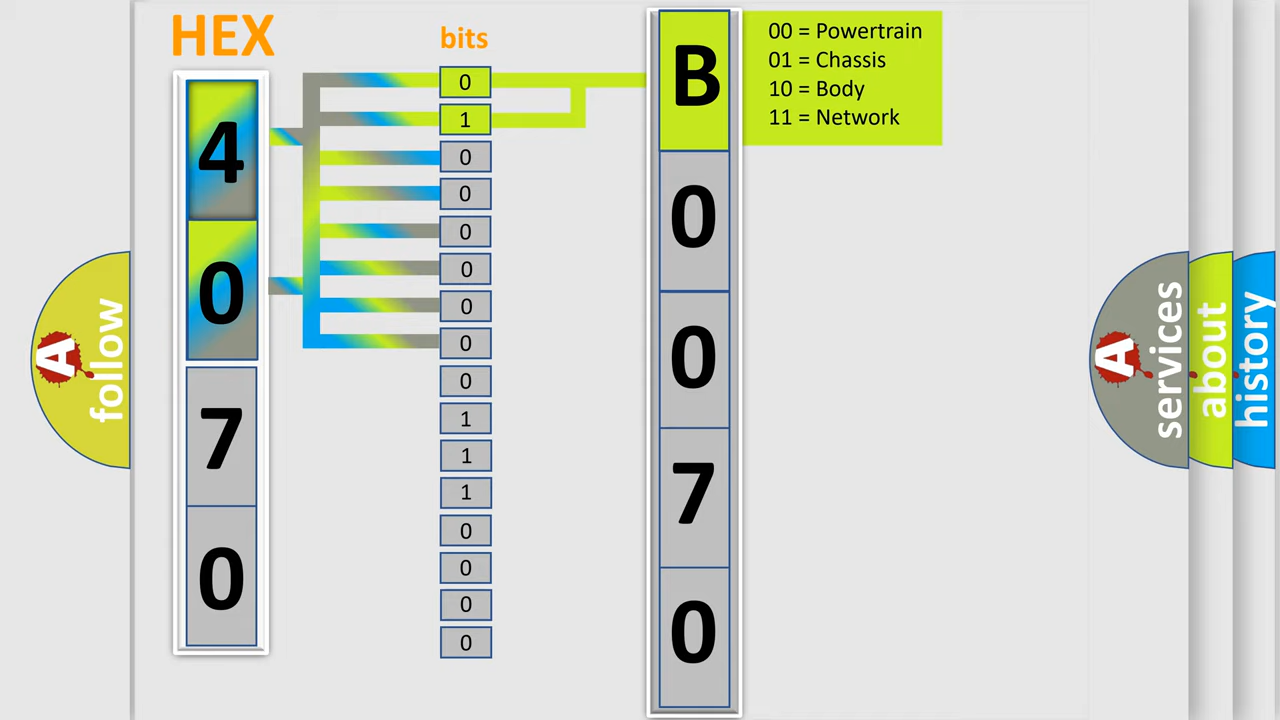 HEX
bits
4
0
7
0
0
1
0
0
0
0
0
0
0
1
1
1
0
0
0
0
B
0
0
7
0
00 = Powertrain
01 = Chassis
10 = Body
11 = Network
A
follow
A
services
about
history